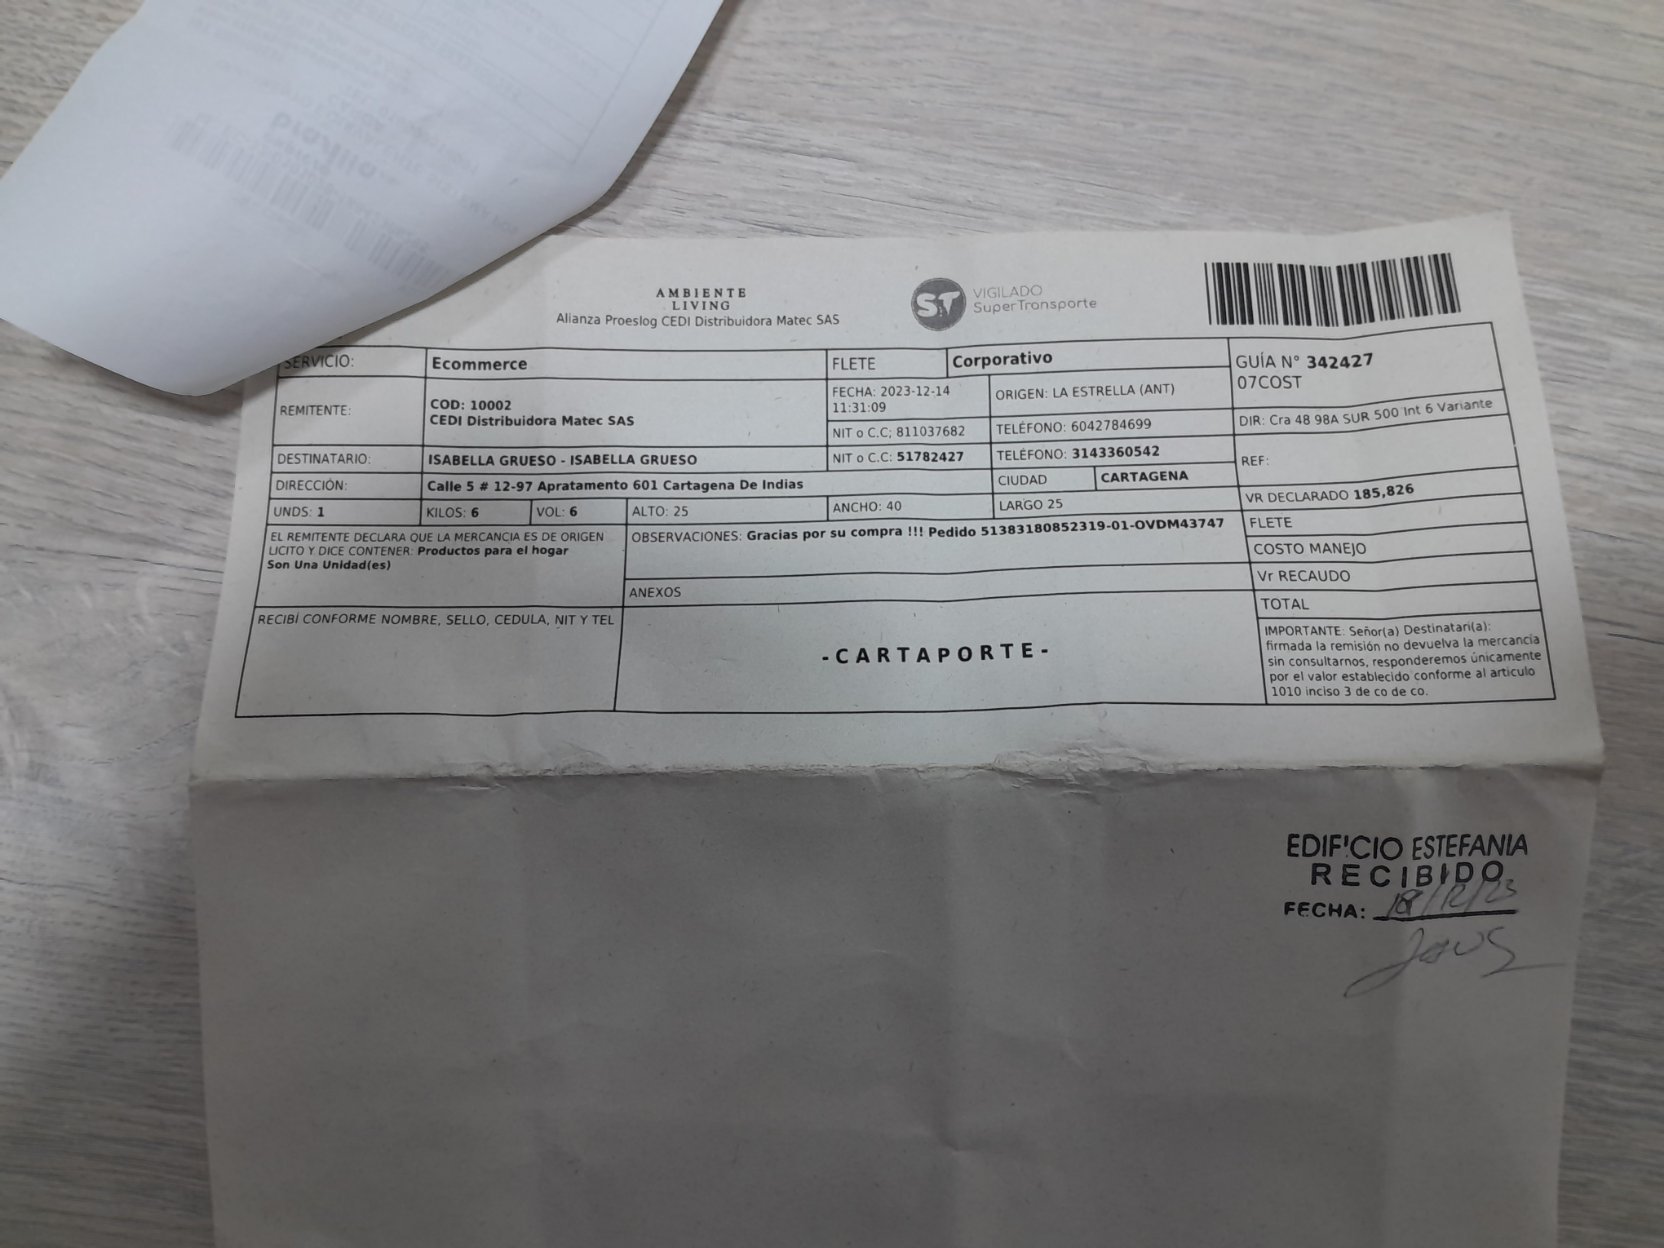 AMBIENTE
LIVING
Alianza Proeslog CEDI Distribuidora Matec SAS
ST VIGILADO
SuperTransporte
SERVICIO: Ecommerce FLETE Corporativo GUÍA N° 342427
07COST
REMITENTE: COD: 10002
CEDI Distribuidora Matec SAS
FECHA: 2023-12-14
11:31:09
ORIGEN: LA ESTRELLA (ANT)
NIT o C.C; 811037682 TELÉFONO: 6042784699 DIR: Cra 48 98A SUR 500 Int 6 Variante
DESTINATARIO: ISABELLA GRUESO - ISABELLA GRUESO NIT o C.C: 51782427 TELÉFONO: 3143360542 REF:
DIRECCIÓN: Calle 5 # 12-97 Apratamento 601 Cartagena De Indias CIUDAD CARTAGENA
UNDS: 1 KILOS: 6 VOL: 6 ALTO: 25 ANCHO: 40 LARGO 25 VR DECLARADO 185,826
EL REMITENTE DECLARA QUE LA MERCANCIA ES DE ORIGEN
LICITO Y DICE CONTENER: Productos para el hogar
Son Una Unidad(es)
OBSERVACIONES: Gracias por su compra !!! Pedido 51383180852319-01-OVDM43747
FLETE
COSTO MANEJO
ANEXOS
Vr RECAUDO
TOTAL
RECIBÍ CONFORME NOMBRE, SELLO, CEDULA, NIT Y TEL
-CARTAPORTE-
IMPORTANTE: Señor(a) Destinatari(a):
firmada la remisión no devuelva la mercancía
sin consultarnos, responderemos únicamente
por el valor establecido conforme al articulo
1010 inciso 3 de co de co.
EDIFICIO ESTEFANIA
RECIBIDO
FECHA: 18/12/23
Jesus